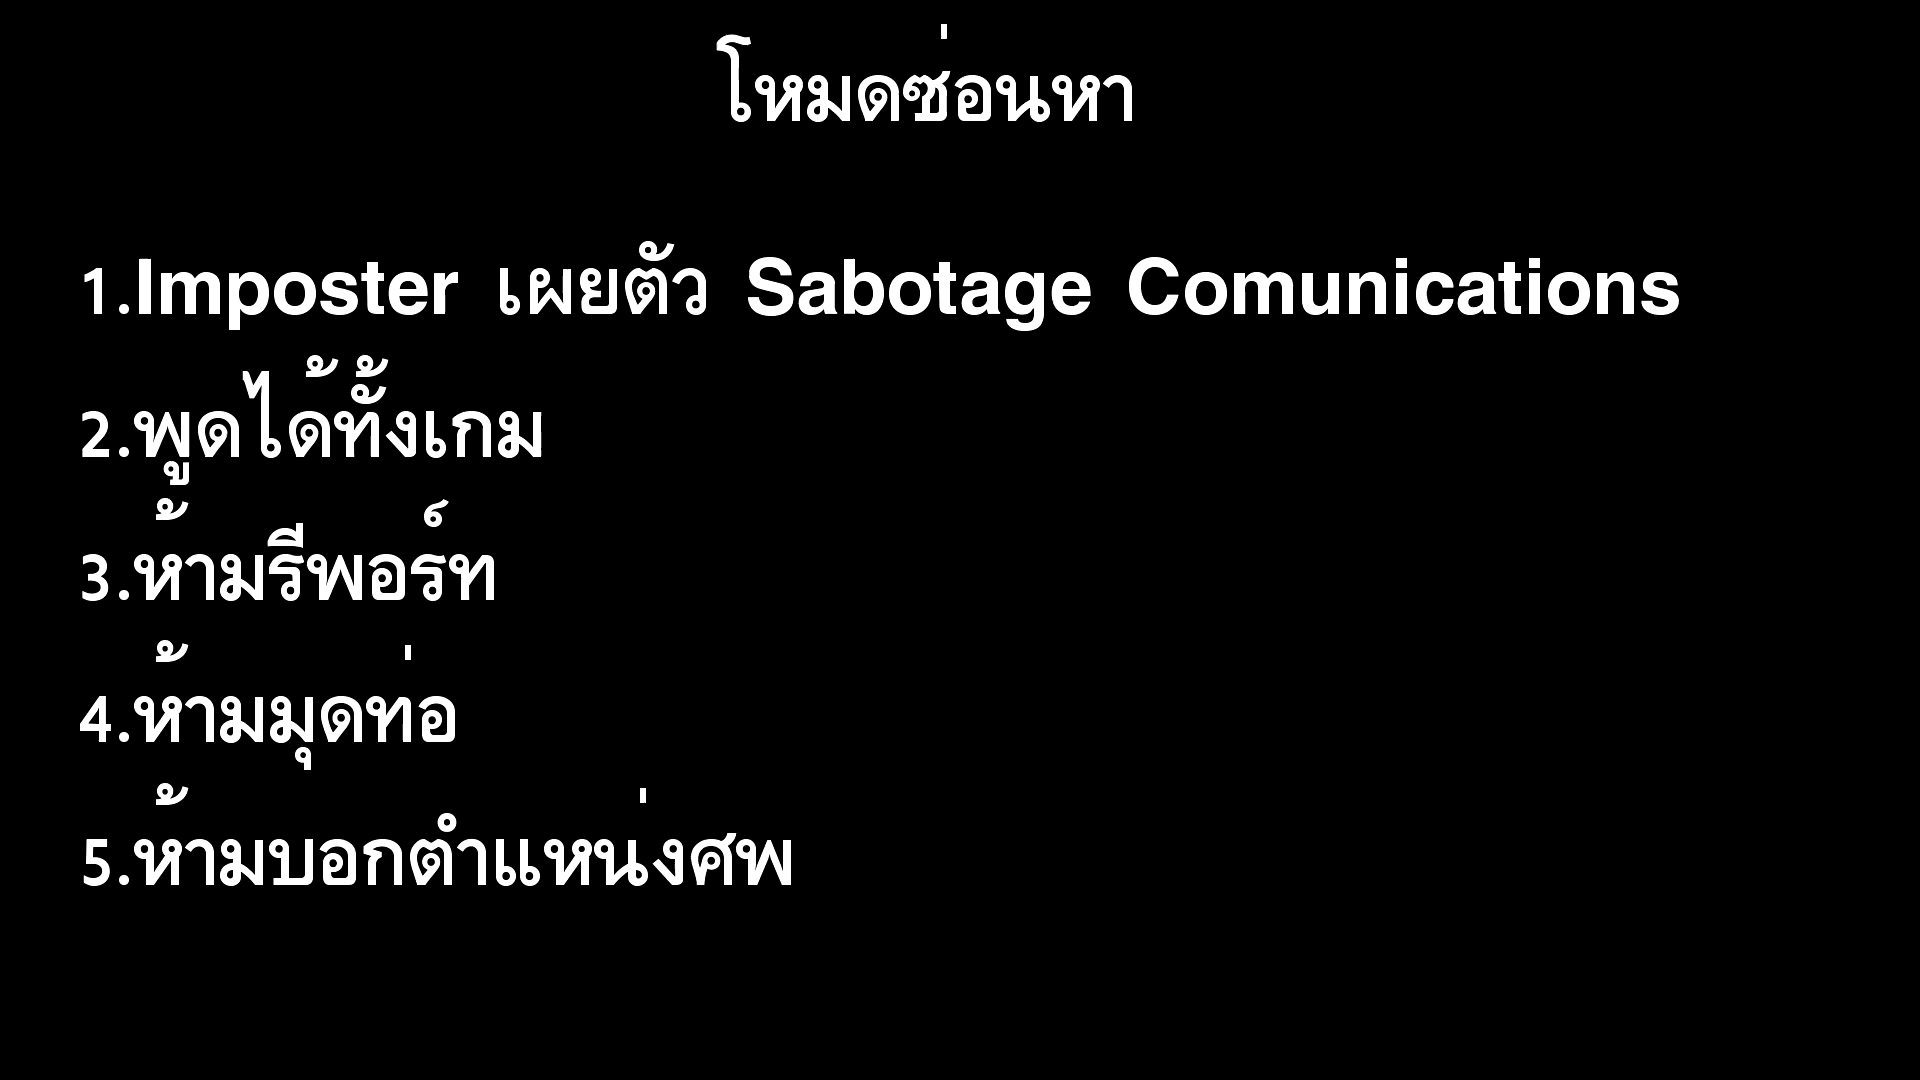 โหมดซ่อนหา
1.Imposter เผยตัว Sabotage Comunications
2.พูดได้ทั้งเกม
3.ห้ามรีพอร์ท
4.ห้ามมุดท่อ
5.ห้ามบอกตำแหน่งศพ